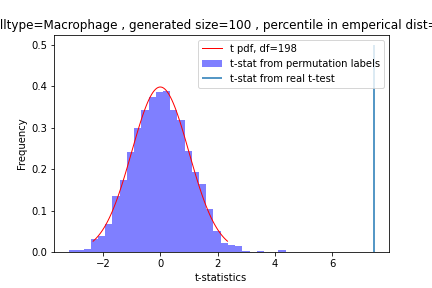 lltype=Macrophage , generated size=100 , percentile in emperical dist=
t pdf, df=198
t-stat from permutation labels
t-stat from real t-test
Frequency
0.5
0.4
0.3
0.2
0.1
0.0
−2
0
2
4
6
t-statistics